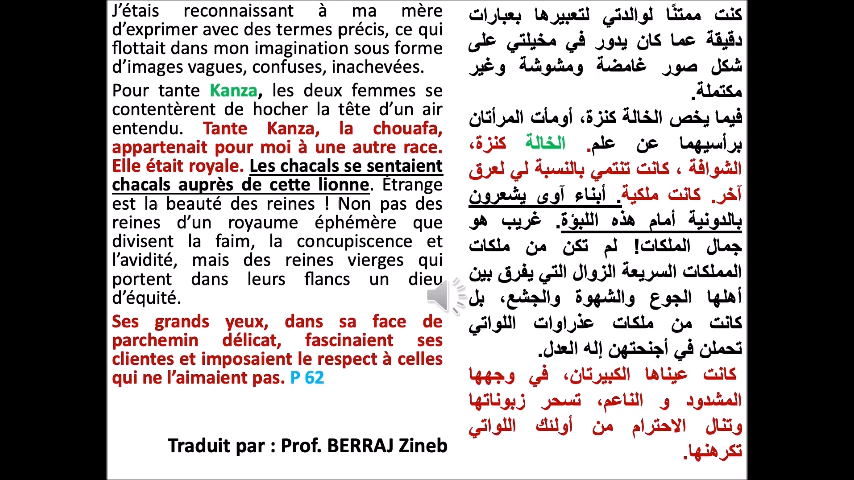 J’étais reconnaissant à ma mère
d’exprimer avec des termes précis, ce qui
flottait dans mon imagination sous forme
d’images vagues, confuses, inachevées.
Pour tante Kanza, les deux femmes se
contentèrent de hocher la tête d’un air
entendu. Tante Kanza, la chouafa,
appartenait pour moi à une autre race.
Elle était royale. Les chacals se sentaient
chacals auprès de cette lionne. Étrange
est la beauté des reines ! Non pas des
reines d’un royaume éphémère que
divisent la faim, la concupiscence et
l’avidité, mais des reines vierges qui
portent dans leurs flancs un dieu
d’équité.
Ses grands yeux, dans sa face de
parchemin délicat, fascinaient ses
clientes et imposaient le respect à celles
qui ne l’aimaient pas. P 62
Traduit par : Prof. BERRAJ Zineb
كنت ممتنًا لوالدتي لتعبيرها بعبارات
دقيقة عما كان يدور في مخيلتي على
شكل صور غامضة ومشوشة وغير
مكتملة.
فيما يخص الخالة كنزة، أومأت المرأتان
برأسيهما عن علم. الخالة كنزة،
الشوافة ، كانت تنتمي بالنسبة لي لعرق
آخر. كانت ملكية. أبناء آوى يشعرون
بالدونية أمام هذه اللبؤة. غريب هو
جمال الملكات! لم تكن من ملكات
المملكات السريعة الزوال التي يفرق بين
أهلها الجوع والشهوة والجشع، بل
كانت من ملكات عذراوات اللواتي
تحملن في أجنحتهن إله العدل.
كانت عيناها الكبيرتان، في وجهها
المشدود و الناعم، تسحر زبوناتها
وتنال الاحترام من أولئك اللواتي
تكرهنها.